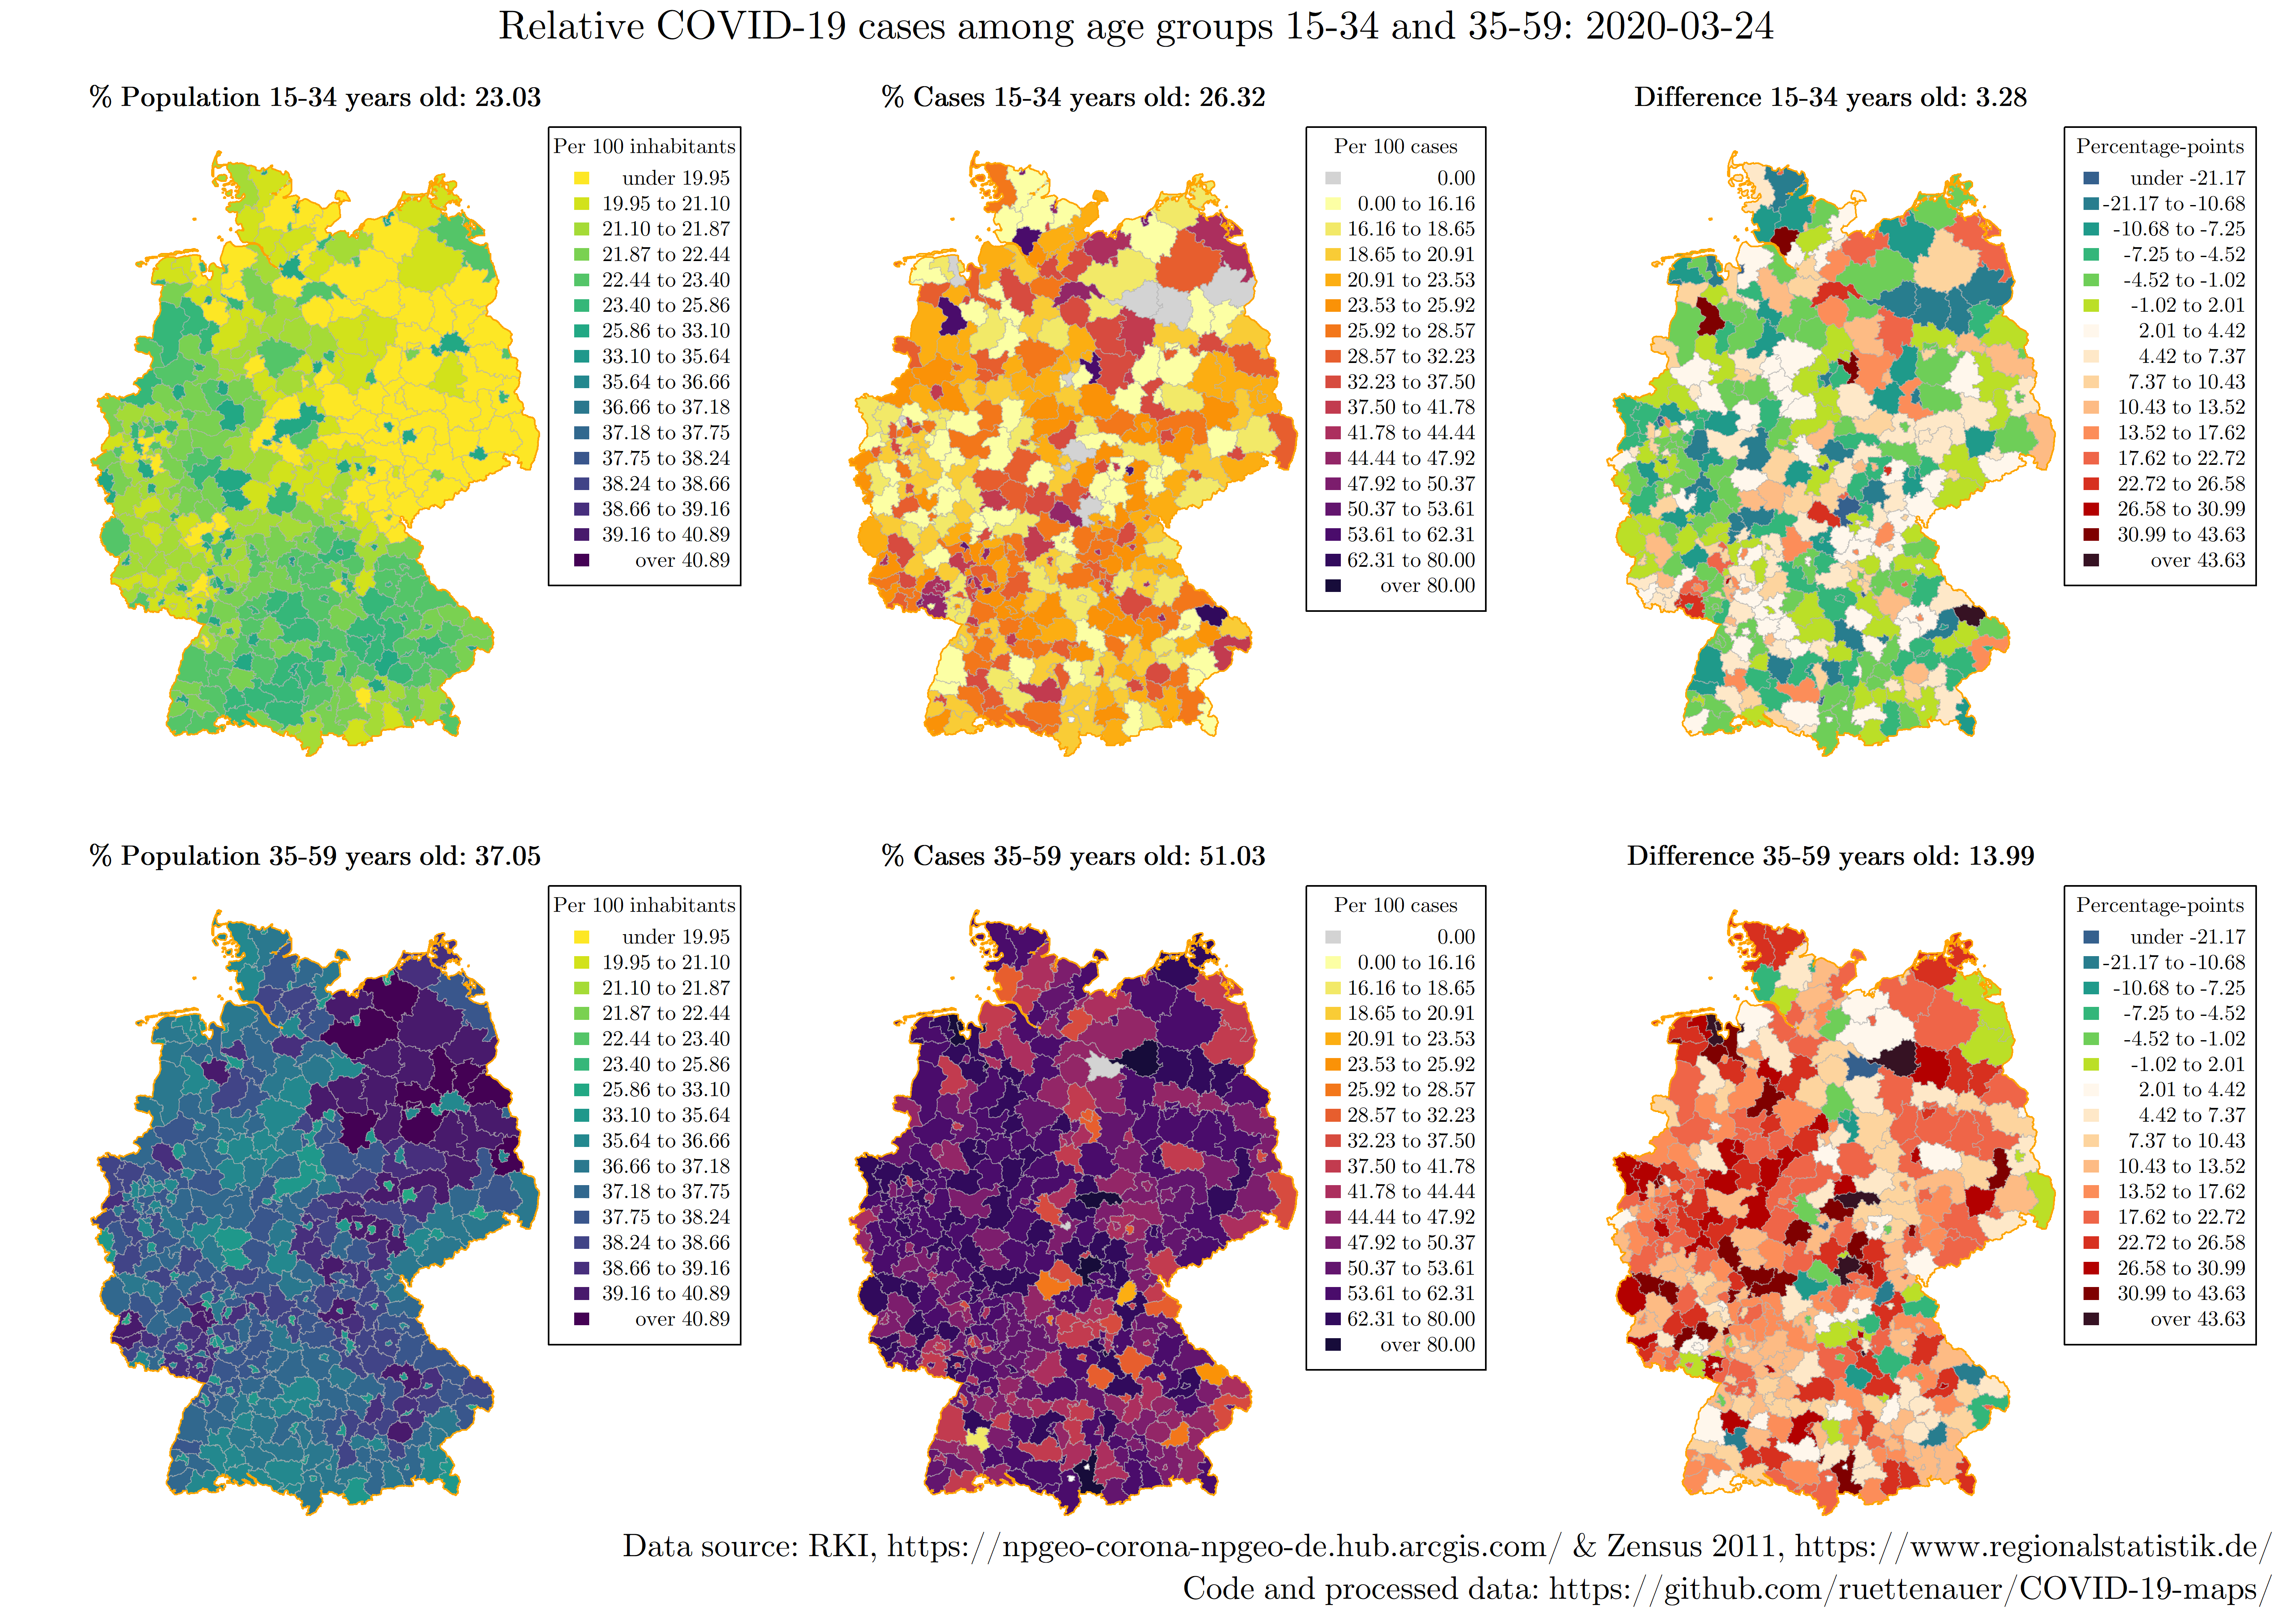 Relative COVID-19 cases among age groups 15-34 and 35-59: 2020-03-24
% Population 15-34 years old: 23.03
Per 100 inhabitants
under 19.95
19.95 to 21.10
21.10 to 21.87
21.87 to 22.44
22.44 to 23.40
23.40 to 25.86
25.86 to 33.10
33.10 to 35.64
35.64 to 36.66
36.66 to 37.18
37.18 to 37.75
37.75 to 38.24
38.24 to 38.66
38.66 to 39.16
39.16 to 40.89
over 40.89
% Cases 15-34 years old: 26.32
Per 100 cases
0.00
0.00 to 16.16
16.16 to 18.65
18.65 to 20.91
20.91 to 23.53
23.53 to 25.92
25.92 to 28.57
28.57 to 32.23
32.23 to 37.50
37.50 to 41.78
41.78 to 44.44
44.44 to 47.92
47.92 to 50.37
50.37 to 53.61
53.61 to 62.31
62.31 to 80.00
over 80.00
Difference 15-34 years old: 3.28
Percentage-points
under -21.17
-21.17 to -10.68
-10.68 to -7.25
-7.25 to -4.52
-4.52 to -1.02
-1.02 to 2.01
2.01 to 4.42
4.42 to 7.37
7.37 to 10.43
10.43 to 13.52
13.52 to 17.62
17.62 to 22.72
22.72 to 26.58
26.58 to 30.99
30.99 to 43.63
over 43.63
% Population 35-59 years old: 37.05
Per 100 inhabitants
under 19.95
19.95 to 21.10
21.10 to 21.87
21.87 to 22.44
22.44 to 23.40
23.40 to 25.86
25.86 to 33.10
33.10 to 35.64
35.64 to 36.66
36.66 to 37.18
37.18 to 37.75
37.75 to 38.24
38.24 to 38.66
38.66 to 39.16
39.16 to 40.89
over 40.89
% Cases 35-59 years old: 51.03
Per 100 cases
0.00
0.00 to 16.16
16.16 to 18.65
18.65 to 20.91
20.91 to 23.53
23.53 to 25.92
25.92 to 28.57
28.57 to 32.23
32.23 to 37.50
37.50 to 41.78
41.78 to 44.44
44.44 to 47.92
47.92 to 50.37
50.37 to 53.61
53.61 to 62.31
62.31 to 80.00
over 80.00
Difference 35-59 years old: 13.99
Percentage-points
under -21.17
-21.17 to -10.68
-10.68 to -7.25
-7.25 to -4.52
-4.52 to -1.02
-1.02 to 2.01
2.01 to 4.42
4.42 to 7.37
7.37 to 10.43
10.43 to 13.52
13.52 to 17.62
17.62 to 22.72
22.72 to 26.58
26.58 to 30.99
30.99 to 43.63
over 43.63
Data source: RKI, https://npgeo-corona-npgeo-de.hub.arcgis.com/ & Zensus 2011, https://www.regionalstatistik.de/
Code and processed data: https://github.com/ruettenauer/COVID-19-maps/